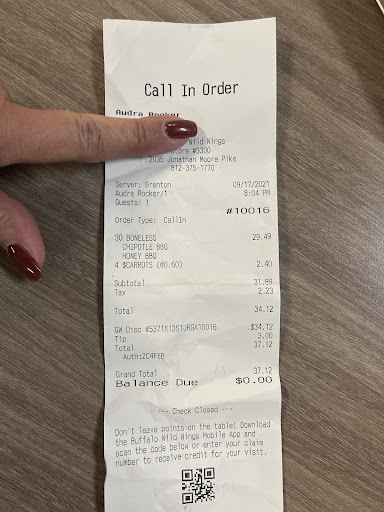 Call In Order
Audra Rocker
Wild Wings
Store #3300
2035 Jonathan Moore Pike
812-375-1770
Server: Brenton 09/17/2021
Audra Rocker/1 8:04 PM
Guests: 1
#10016
Order Type: CallIn
30 BONELESS 29.49
CHIPOTLE BBQ
HONEY BBQ
4 $CARROTS (@0.60) 2.40
Subtotal 31.89
Tax 2.23
Total 34.12
GW Disc #5371X13S1JRGA10016 $34.12
Tip 3.00
Total 37.12
Auth:2C4FEB
Grand Total 37.12
Balance Due $0.00
--- Check Closed ---
Don't leave points on the table! Download
the Buffalo Wild Wings Mobile App and
scan the code below or enter your claim
number to receive credit for your visit.